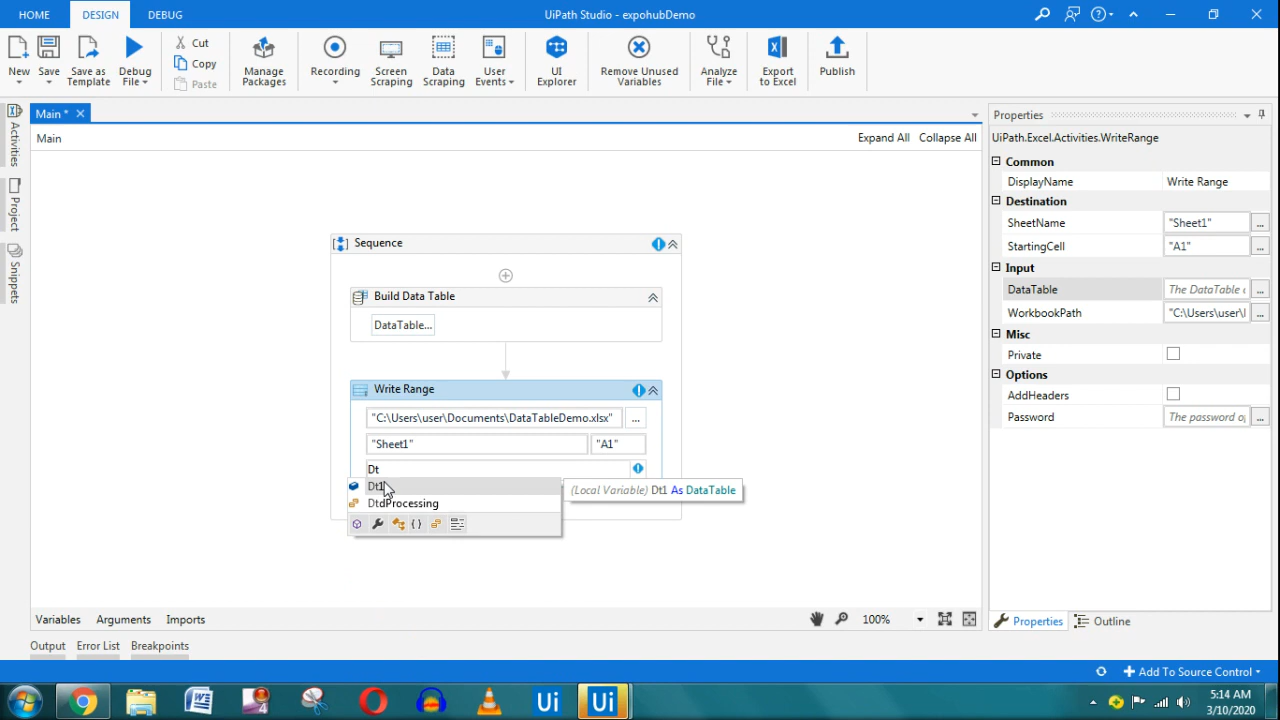 HOME
DESIGN
DEBUG
UiPath Studio - expohubDemo
New
Save
Save as
Template
Debug
File
Cut
Copy
Paste
Manage
Packages
Recording
Screen
Scraping
Data
Scraping
User
Events
UI
Explorer
Remove Unused
Variables
Analyze
File
Export
to Excel
Publish
Main *
Main
Expand All
Collapse All
Activities
Project
Snippets
Sequence
Build Data Table
DataTable...
Write Range
"C:\Users\user\Documents\DataTableDemo.xlsx"
...
"Sheet1"
"A1"
Dt
Dt1
DtdProcessing
(Local Variable) Dt1 As DataTable
Properties
UiPath.Excel.Activities.WriteRange
Common
DisplayName
Write Range
Destination
SheetName
"Sheet1"
...
StartingCell
"A1"
...
Input
DataTable
The DataTable
...
WorkbookPath
"C:\Users\user\
...
Misc
Private
Options
AddHeaders
Password
The password
...
Variables
Arguments
Imports
100%
Properties
Outline
Output
Error List
Breakpoints
Add To Source Control
Ui
Ui
5:14 AM
3/10/2020